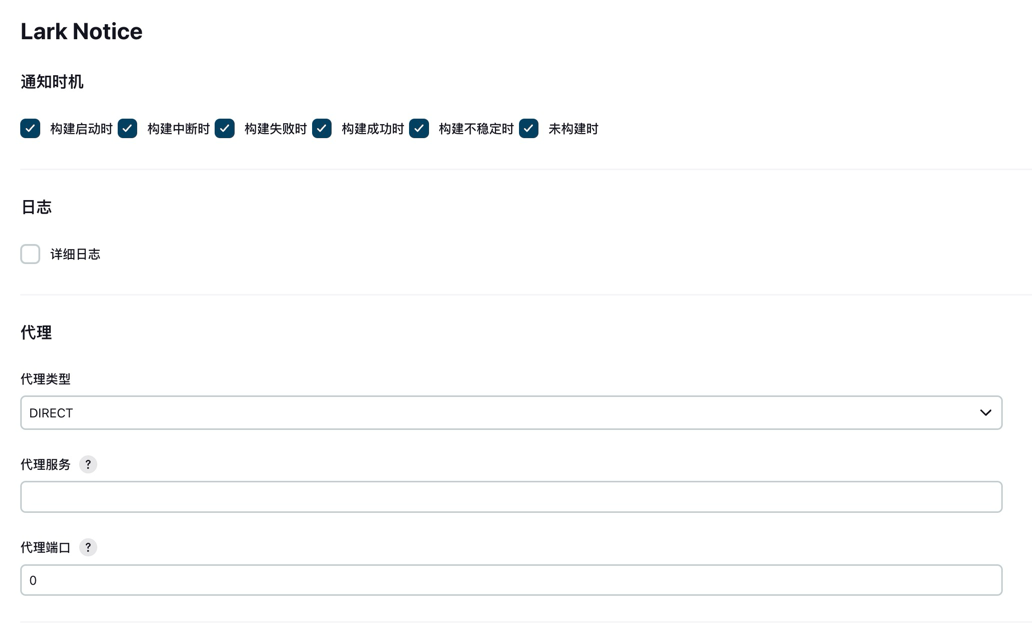 Lark Notice
通知时机
构建启动时 构建中断时 构建失败时 构建成功时 构建不稳定时 未构建时
日志
详细日志
代理
代理类型
DIRECT
代理服务 ?
代理端口 ?
0